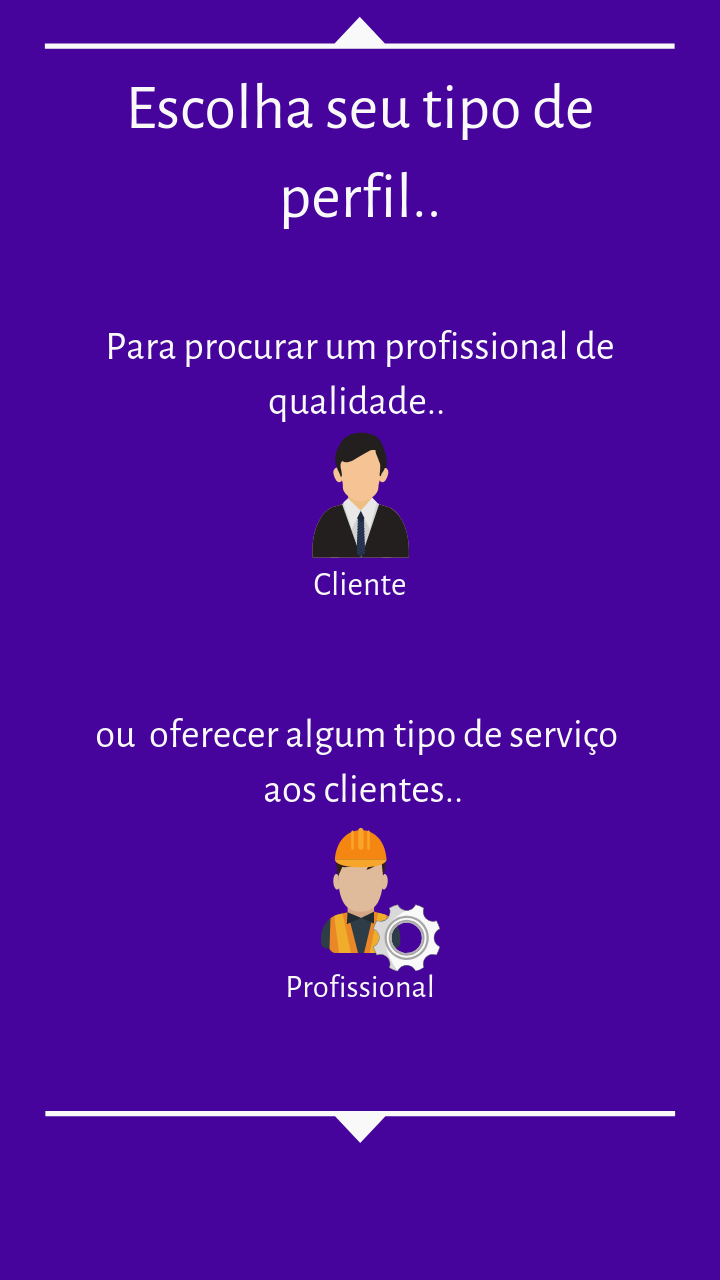 Escolha seu tipo de
perfil..
Para procurar um profissional de
qualidade..
Cliente
ou  oferecer algum tipo de serviço
aos clientes..
Profissional